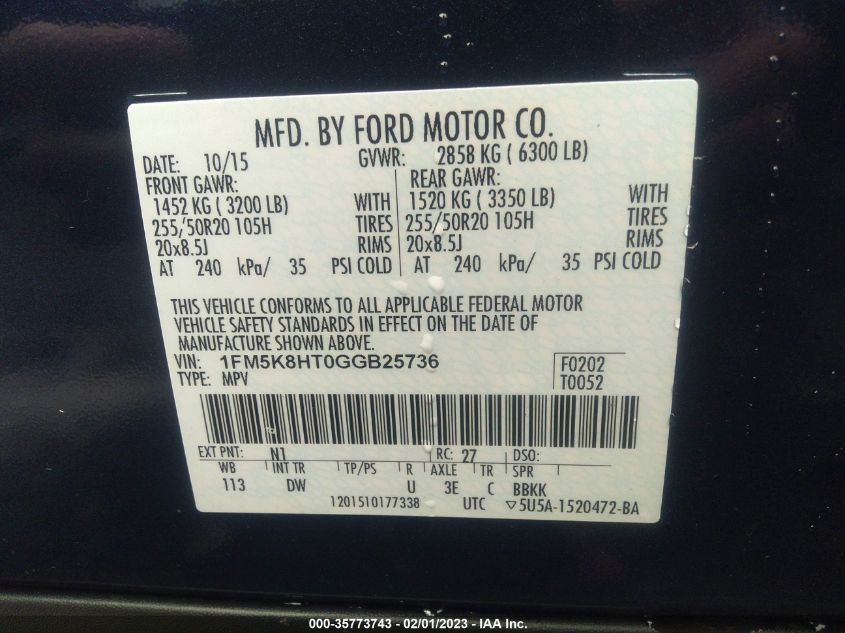 MFD. BY FORD MOTOR CO.
DATE: 10/15 GVWR: 2858 KG ( 6300 LB)
FRONT GAWR: REAR GAWR:
1452 KG ( 3200 LB) WITH 1520 KG ( 3350 LB) WITH
255/50R20 105H TIRES 255/50R20 105H TIRES
20x8.5J RIMS 20x8.5J RIMS
AT 240 kPa/ 35 PSI COLD AT 240 kPa/ 35 PSI COLD
THIS VEHICLE CONFORMS TO ALL APPLICABLE FEDERAL MOTOR
VEHICLE SAFETY STANDARDS IN EFFECT ON THE DATE OF
MANUFACTURE SHOWN ABOVE.
VIN: 1FM5K8HT0GGB25736 F0202
TYPE: MPV T0052
EXT PNT: N1 RC: 27 DSO:
WB INT TR TP/PS R AXLE TR SPR
113 DW U 3E C BBKK
1201510177338 UTC ▽5U5A-1520472-BA
000-35773743 - 02/01/2023 - IAA Inc.